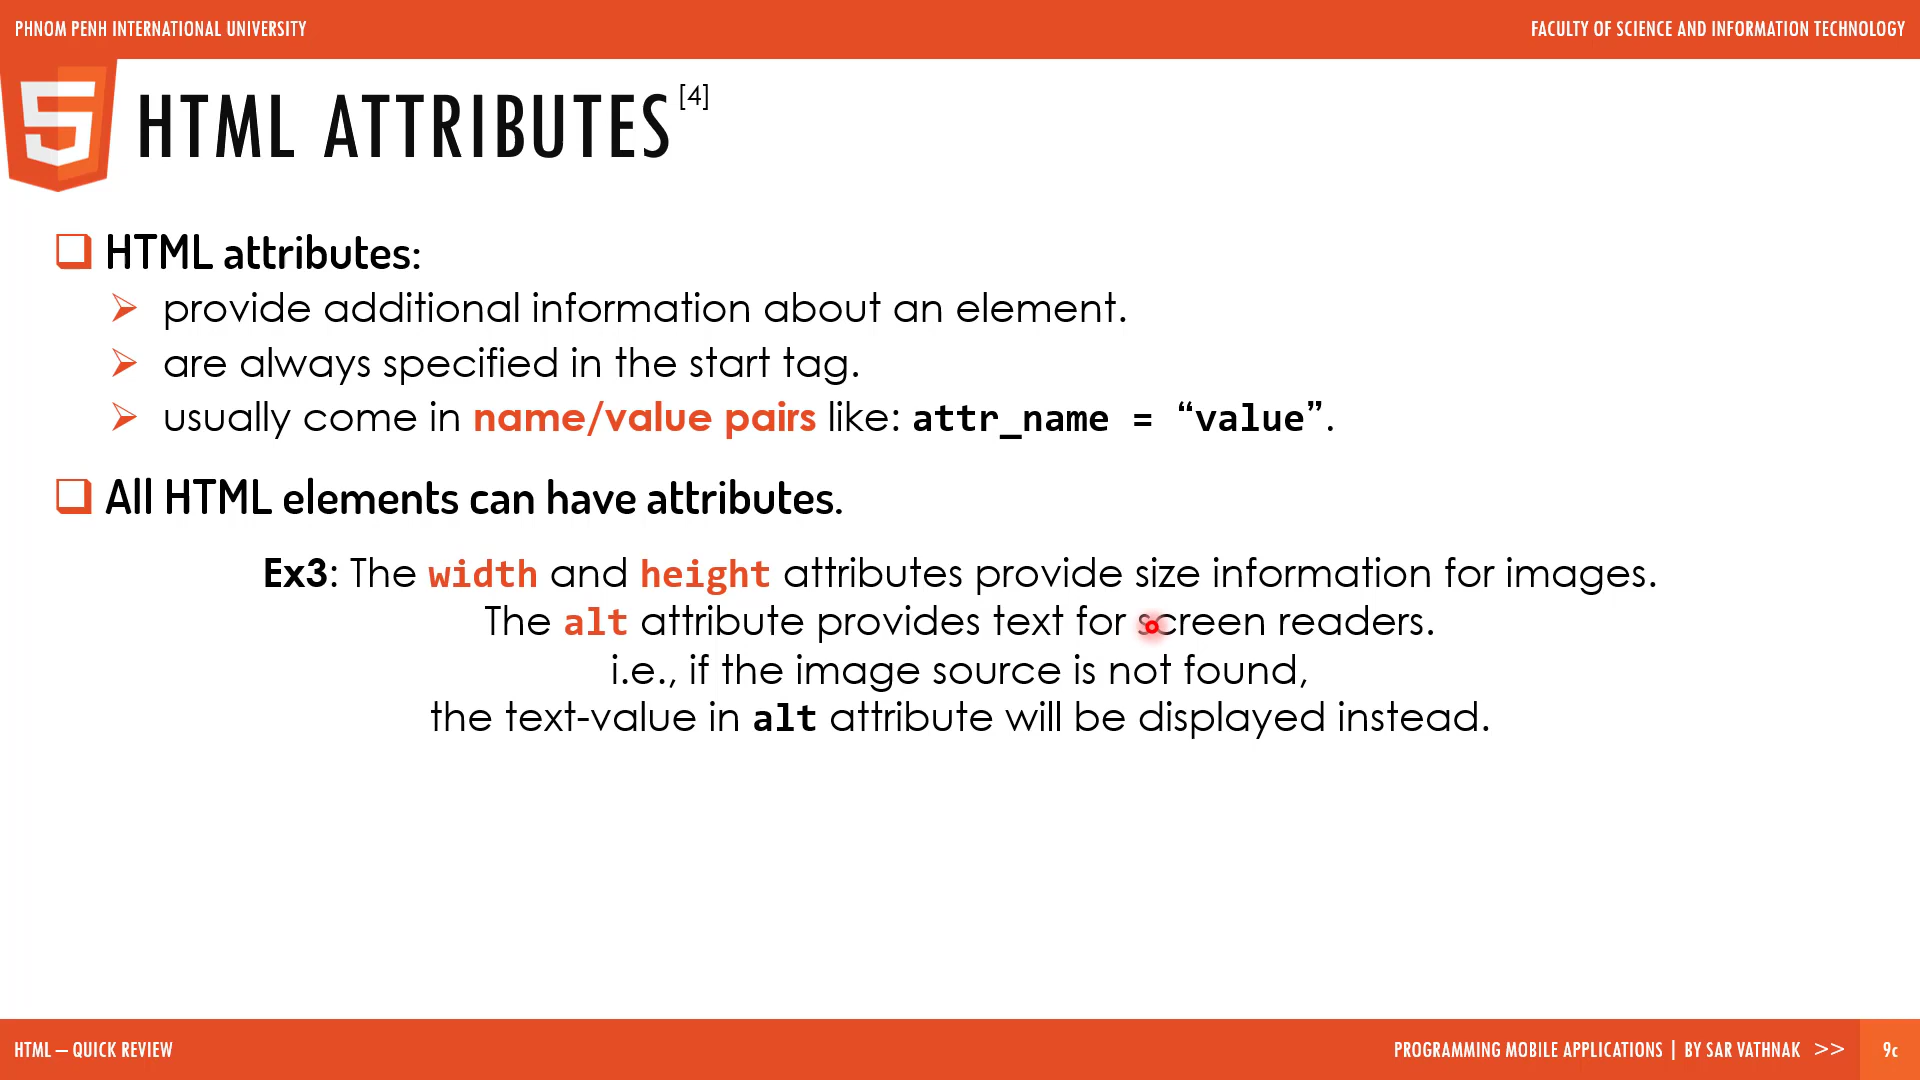 PHNOM PENH INTERNATIONAL UNIVERSITY
FACULTY OF SCIENCE AND INFORMATION TECHNOLOGY
HTML ATTRIBUTES [4]
HTML attributes:
provide additional information about an element.
are always specified in the start tag.
usually come in name/value pairs like: attr_name = “value”.
All HTML elements can have attributes.
Ex3: The width and height attributes provide size information for images.
The alt attribute provides text for screen readers.
i.e., if the image source is not found,
the text-value in alt attribute will be displayed instead.
HTML – QUICK REVIEW
PROGRAMMING MOBILE APPLICATIONS | BY SAR VATHNAK >> 9c